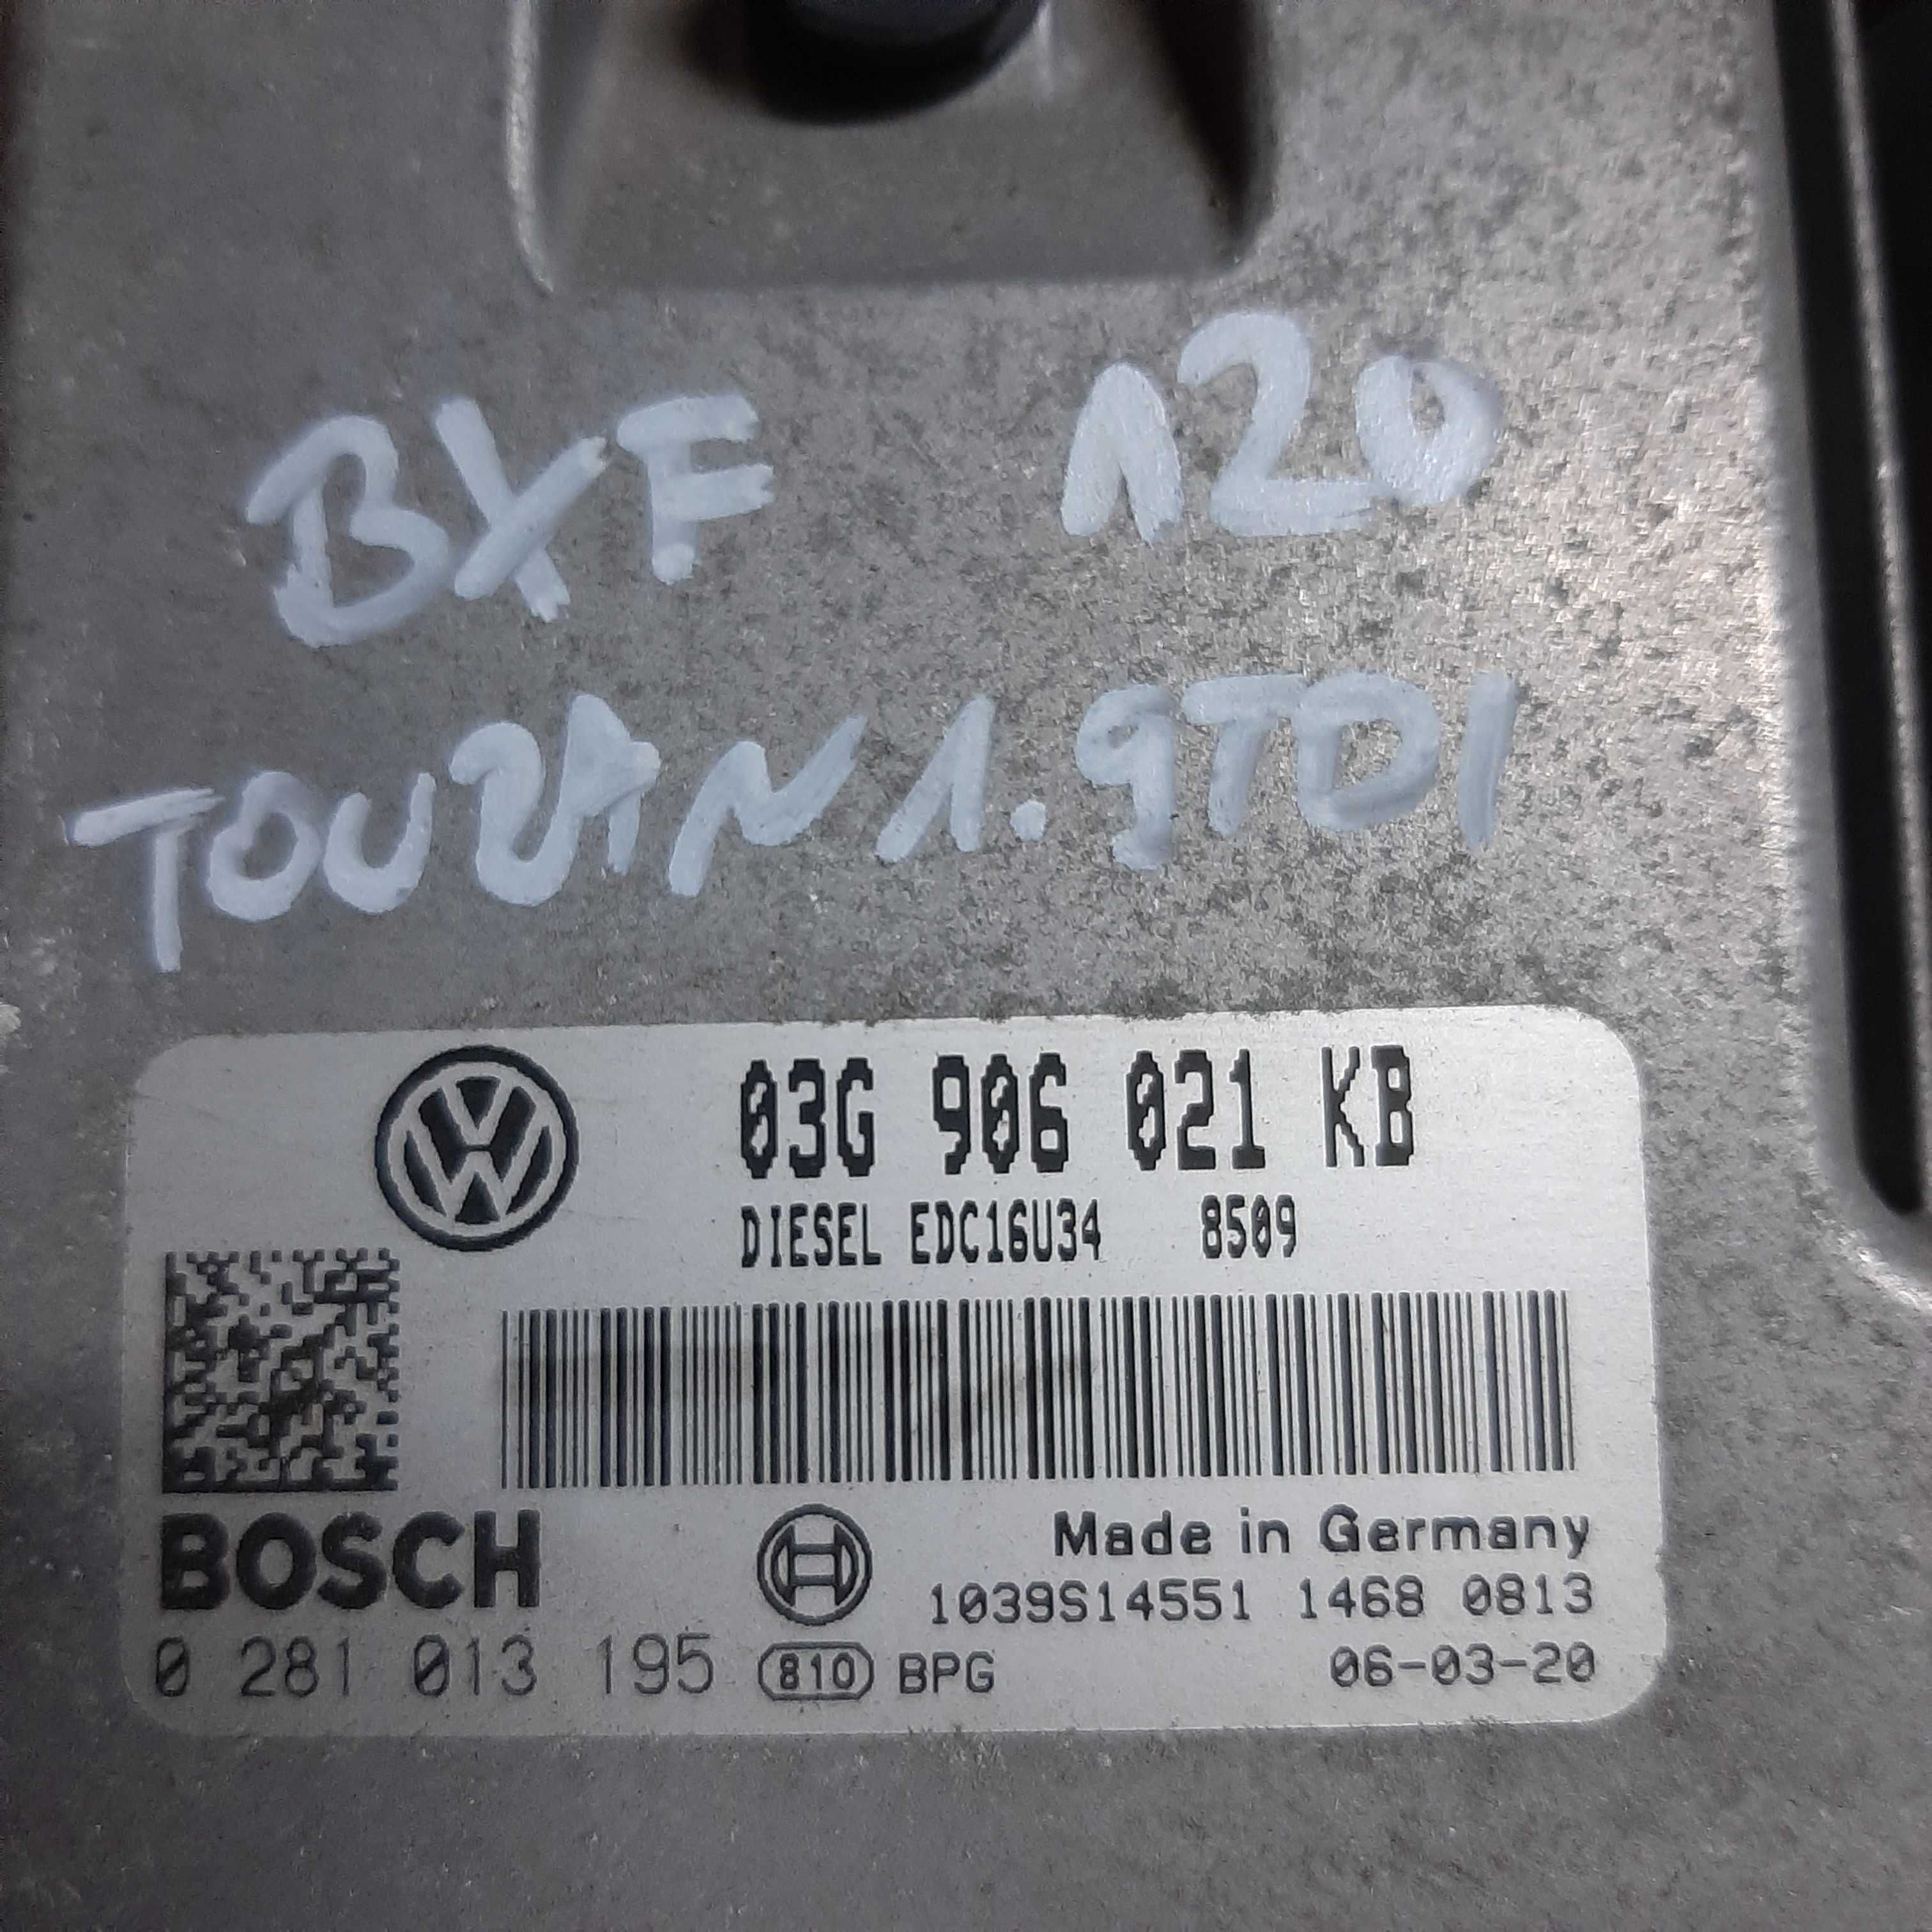 BXF 120
TOURAN 1.9TDI
03G 906 021 KB
DIESEL EDC16U34 8509
BOSCH
Made in Germany
1039S14551 1468 0813
0 281 013 195 810 BPG 06-03-20